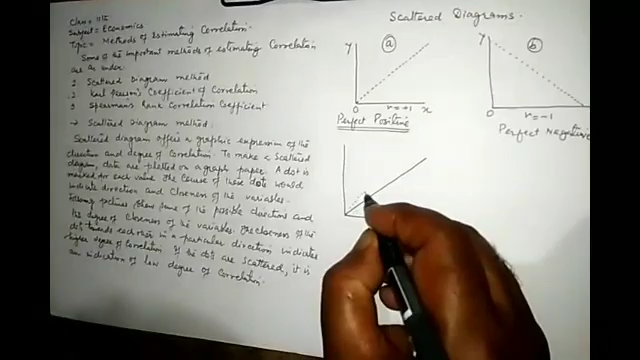 Class = 11th
Subject = Economics
Topic = Methods of Estimating Correlation.
Some of the important methods of estimating Correlation
are as under
1. Scattered Diagram method
2. Karl Pearson's Coefficient of Correlation
3 Spearman's Rank Correlation Coefficient
→ Scattered Diagram method.
Scattered diagram offers a graphic expression of the
direction and degree of Correlation. To make a Scattered
diagram, data are plotted on a graph paper. A dot is
marked for each value. The Course of these dots would
indicate direction and Closeness of the variables.
pictures Show Some of the possible directions and
the degree of closeness of the variables. The closeness of the
dots towards each other in a particular direction indicates
higher degree of Correlation. If the dots are scattered, it is
an indication of low degree of Correlation.
Scattered Diagrams.
y
a
O
r = +1
x
Perfect Positive
y
b
O
r = -1
Perfect Negative